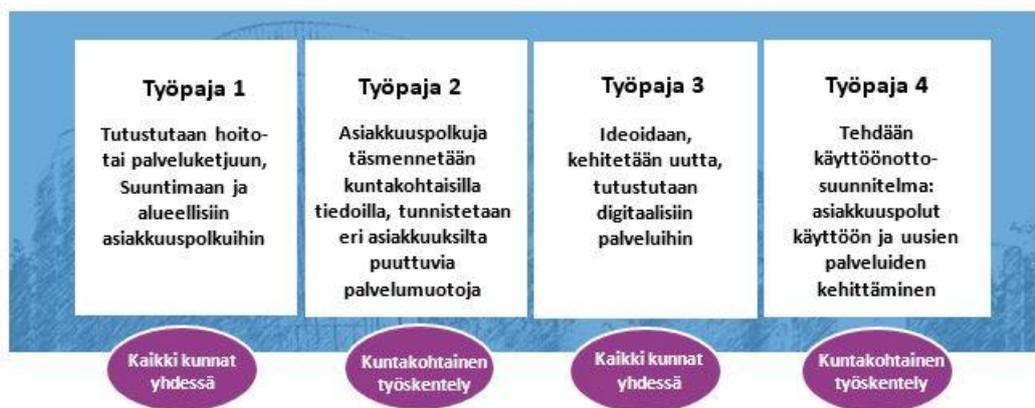 Työpaja 1
Tutustutaan hoito-
tai palveluketjuun,
Suuntimaan ja
alueellisiin
asiakkuuspolkuihin
Kaikki kunnat
yhdessä
Työpaja 2
Asiakkuuspolkuja
täsmennetään
kuntakohtaisilla
tiedoilla, tunnistetaan
eri asiakkuuksilta
puuttuvia
palvelumuotoja
Kuntakohtainen
työskentely
Työpaja 3
Ideoidaan,
kehitetään uutta,
tutustutaan
digitaalisiin
palveluihin
Kaikki kunnat
yhdessä
Työpaja 4
Tehdään
käyttöönotto-
suunnitelma:
asiakkuuspolut
käyttöön ja uusien
palveluiden
kehittäminen
Kuntakohtainen
työskentely